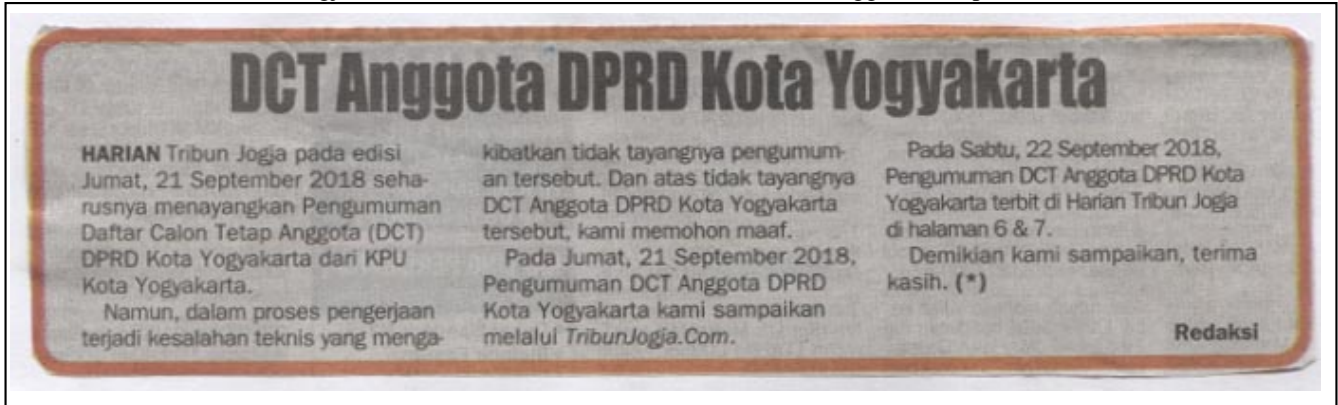 DCT Anggota DPRD Kota Yogyakarta
HARIAN Tribun Jogja pada edisi
Jumat, 21 September 2018 seha-
rusnya menayangkan Pengumuman
Daftar Calon Tetap Anggota (DCT)
DPRD Kota Yogyakarta dari KPU
Kota Yogyakarta.
Namun, dalam proses pengerjaan
terjadi kesalahan teknis yang menga-
kibatkan tidak tayangnya pengumum-
an tersebut. Dan atas tidak tayangnya
DCT Anggota DPRD Kota Yogyakarta
tersebut, kami memohon maaf.
Pada Jumat, 21 September 2018,
Pengumuman DCT Anggota DPRD
Kota Yogyakarta kami sampaikan
melalui TribunJogja.Com.
Pada Sabtu, 22 September 2018,
Pengumuman DCT Anggota DPRD Kota
Yogyakarta terbit di Harian Tribun Jogja
di halaman 6 & 7.
Demikian kami sampaikan, terima
kasih. (*)
Redaksi